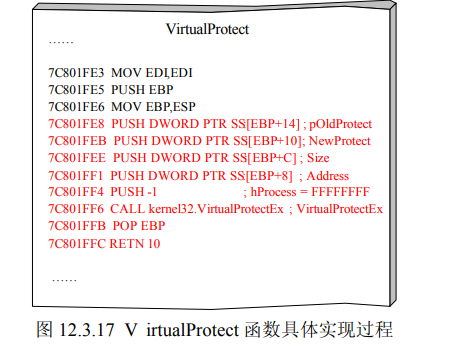 VirtualProtect
……
7C801FE3 MOV EDI,EDI
7C801FE5 PUSH EBP
7C801FE6 MOV EBP,ESP
7C801FE8 PUSH DWORD PTR SS[EBP+14] ; pOldProtect
7C801FEB PUSH DWORD PTR SS[EBP+10]; NewProtect
7C801FEE PUSH DWORD PTR SS[EBP+C] ; Size
7C801FF1 PUSH DWORD PTR SS[EBP+8] ; Address
7C801FF4 PUSH -1 ; hProcess = FFFFFFFF
7C801FF6 CALL kernel32.VirtualProtectEx ; VirtualProtectEx
7C801FFB POP EBP
7C801FFC RETN 10
……
图 12.3.17 V irtualProtect 函数具体实现过程